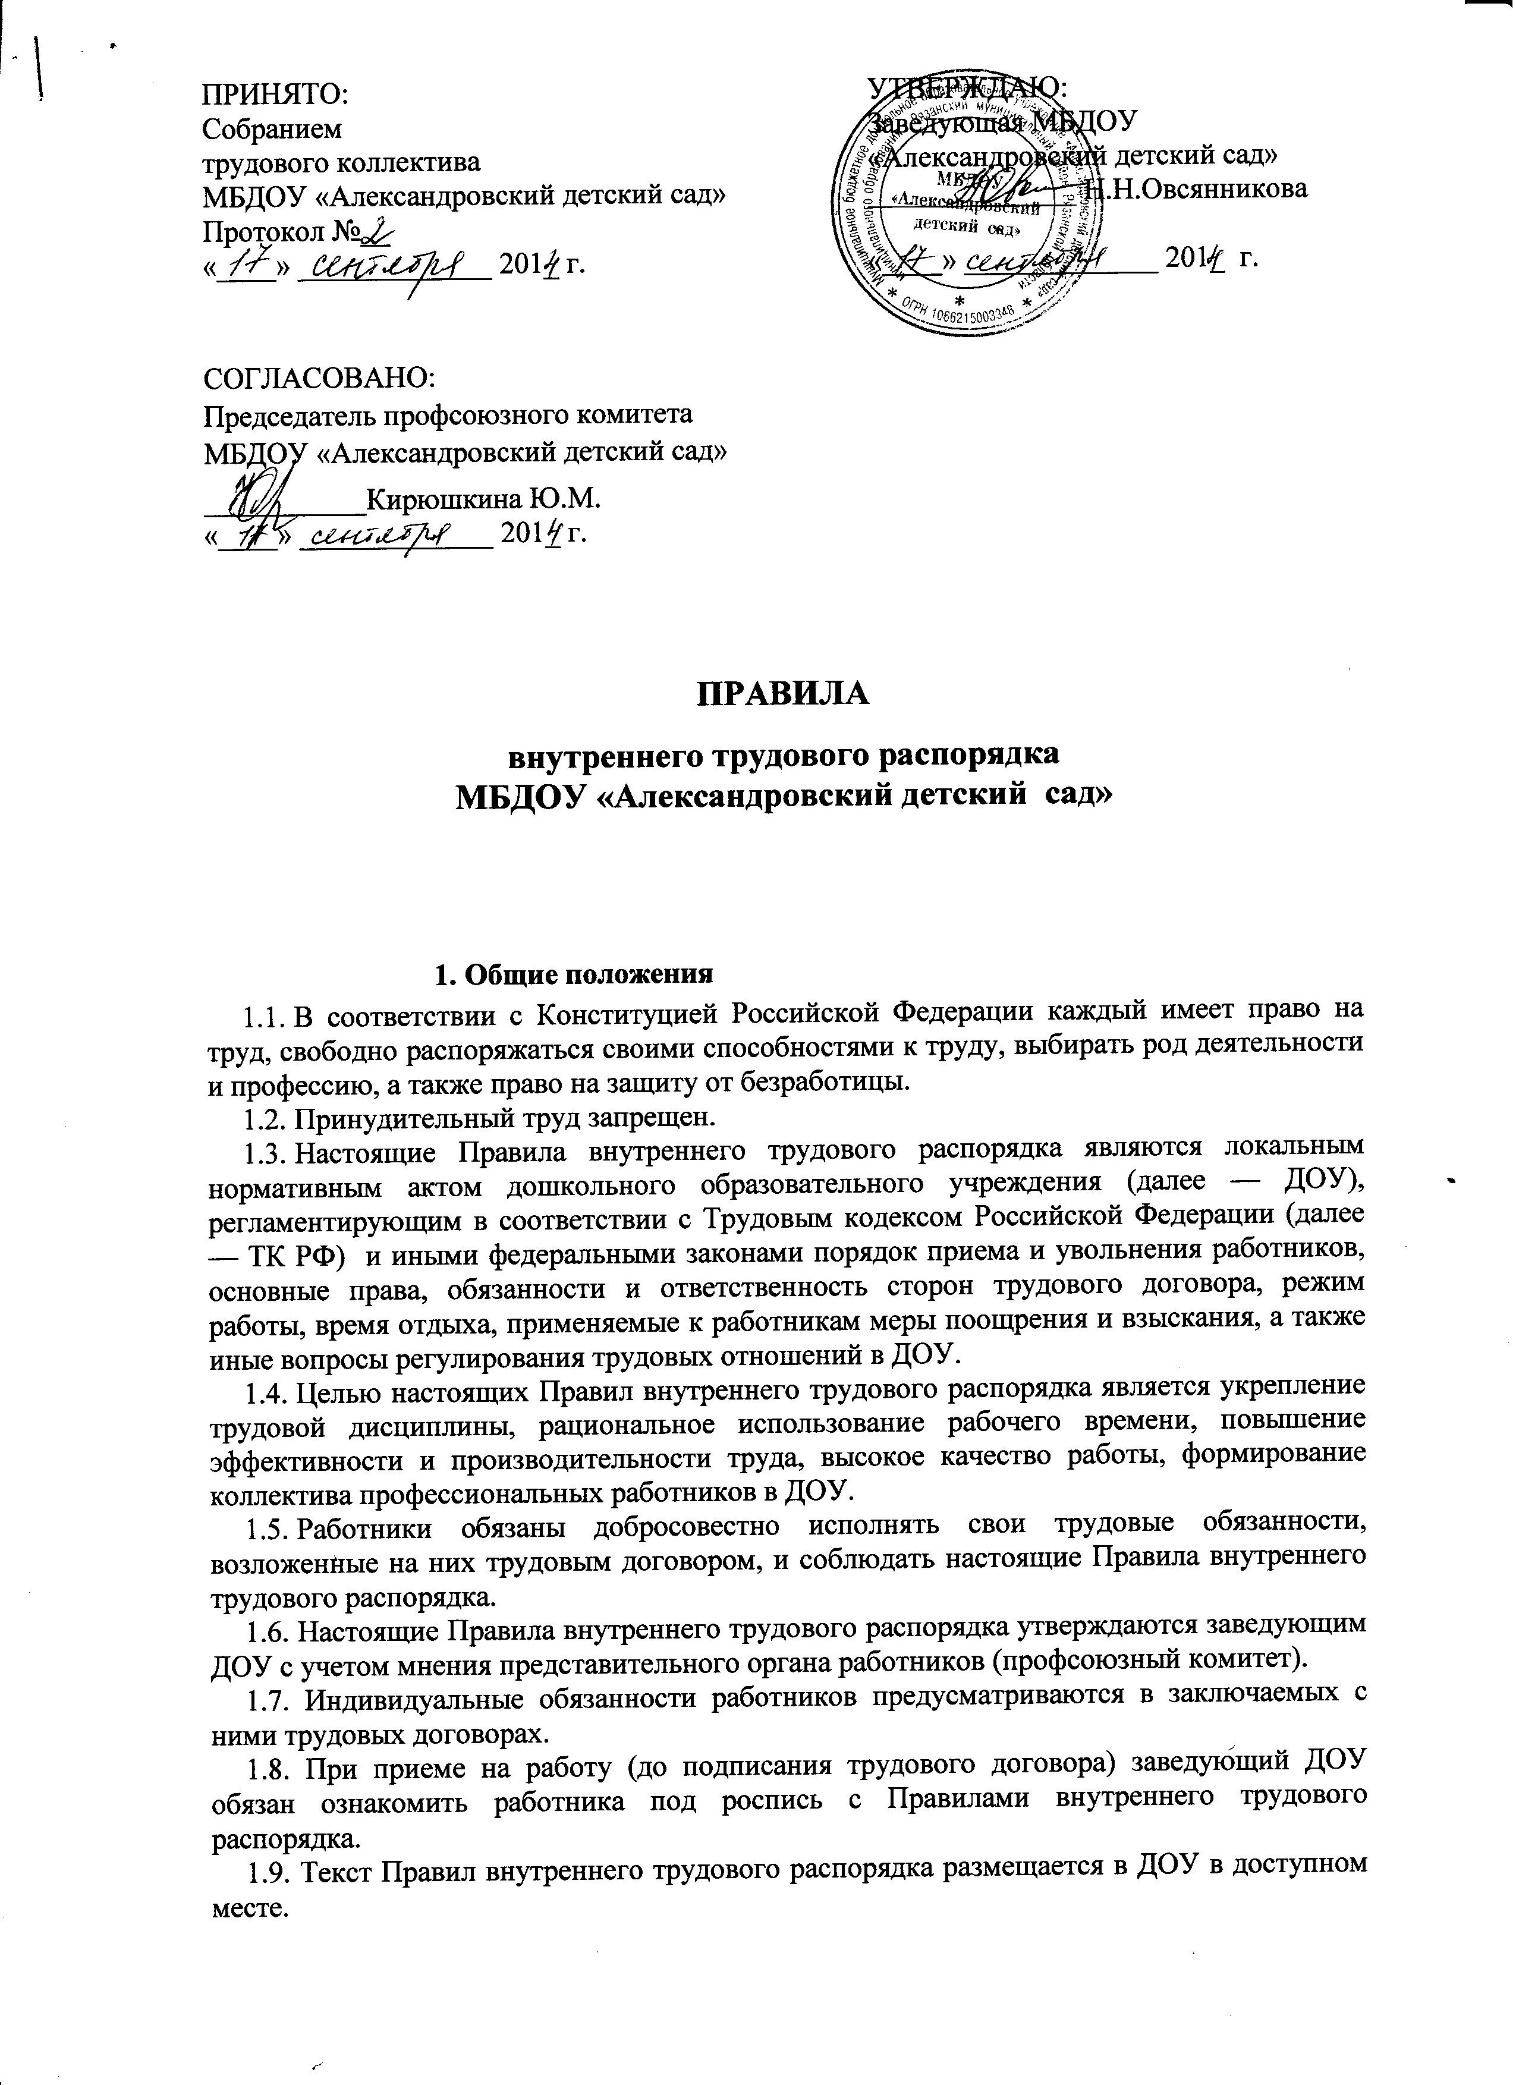 ПРИНЯТО:
Собранием
трудового коллектива
МБДОУ «Александровский детский сад»
Протокол № 2
« 17 » сентября 2014 г.
УТВЕРЖДАЮ:
Заведующая МБДОУ
«Александровский детский сад»
Н.Н.Овсянникова
« 17 » сентября 2014 г.
МБДОУ
«Александровский
детский сад»
ОГРН 1066215003348
СОГЛАСОВАНО:
Председатель профсоюзного комитета
МБДОУ «Александровский детский сад»
Кирюшкина Ю.М.
« 17 » сентября 2014 г.
ПРАВИЛА
внутреннего трудового распорядка
МБДОУ «Александровский детский сад»
1. Общие положения
1.1. В соответствии с Конституцией Российской Федерации каждый имеет право на
труд, свободно распоряжаться своими способностями к труду, выбирать род деятельности
и профессию, а также право на защиту от безработицы.
1.2. Принудительный труд запрещен.
1.3. Настоящие Правила внутреннего трудового распорядка являются локальным
нормативным актом дошкольного образовательного учреждения (далее — ДОУ),
регламентирующим в соответствии с Трудовым кодексом Российской Федерации (далее
— ТК РФ) и иными федеральными законами порядок приема и увольнения работников,
основные права, обязанности и ответственность сторон трудового договора, режим
работы, время отдыха, применяемые к работникам меры поощрения и взыскания, а также
иные вопросы регулирования трудовых отношений в ДОУ.
1.4. Целью настоящих Правил внутреннего трудового распорядка является укрепление
трудовой дисциплины, рациональное использование рабочего времени, повышение
эффективности и производительности труда, высокое качество работы, формирование
коллектива профессиональных работников в ДОУ.
1.5. Работники обязаны добросовестно исполнять свои трудовые обязанности,
возложенные на них трудовым договором, и соблюдать настоящие Правила внутреннего
трудового распорядка.
1.6. Настоящие Правила внутреннего трудового распорядка утверждаются заведующим
ДОУ с учетом мнения представительного органа работников (профсоюзный комитет).
1.7. Индивидуальные обязанности работников предусматриваются в заключаемых с
ними трудовых договорах.
1.8. При приеме на работу (до подписания трудового договора) заведующий ДОУ
обязан ознакомить работника под роспись с Правилами внутреннего трудового
распорядка.
1.9. Текст Правил внутреннего трудового распорядка размещается в ДОУ в доступном
месте.